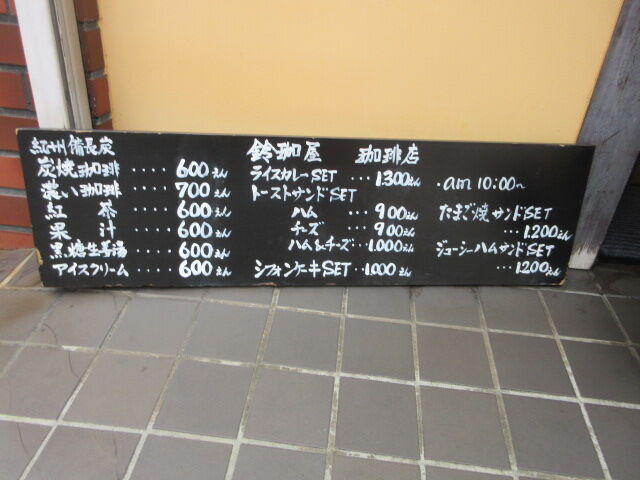 紀州備長炭
炭焼珈琲 ････ 600えん
濃い珈琲 ････ 700えん
紅 茶 ････ 600えん
果 汁 ････ 600えん
黒糖生姜湯 ････ 600えん
アイスクリーム ････ 600えん
鈴珈屋 珈琲店
ライスカレーSET ･･･ 1.300えん
トーストサンドSET
ハム ･･･ 900えん
チーズ ･･･ 900えん
ハム&チーズ ･･ 1.000えん
シフォンケーキSET ･･ 1.000えん
・am 10:00~
たまご焼サンドSET
･･･ 1.200えん
ジューシーハムサンドSET
･･･ 1200えん